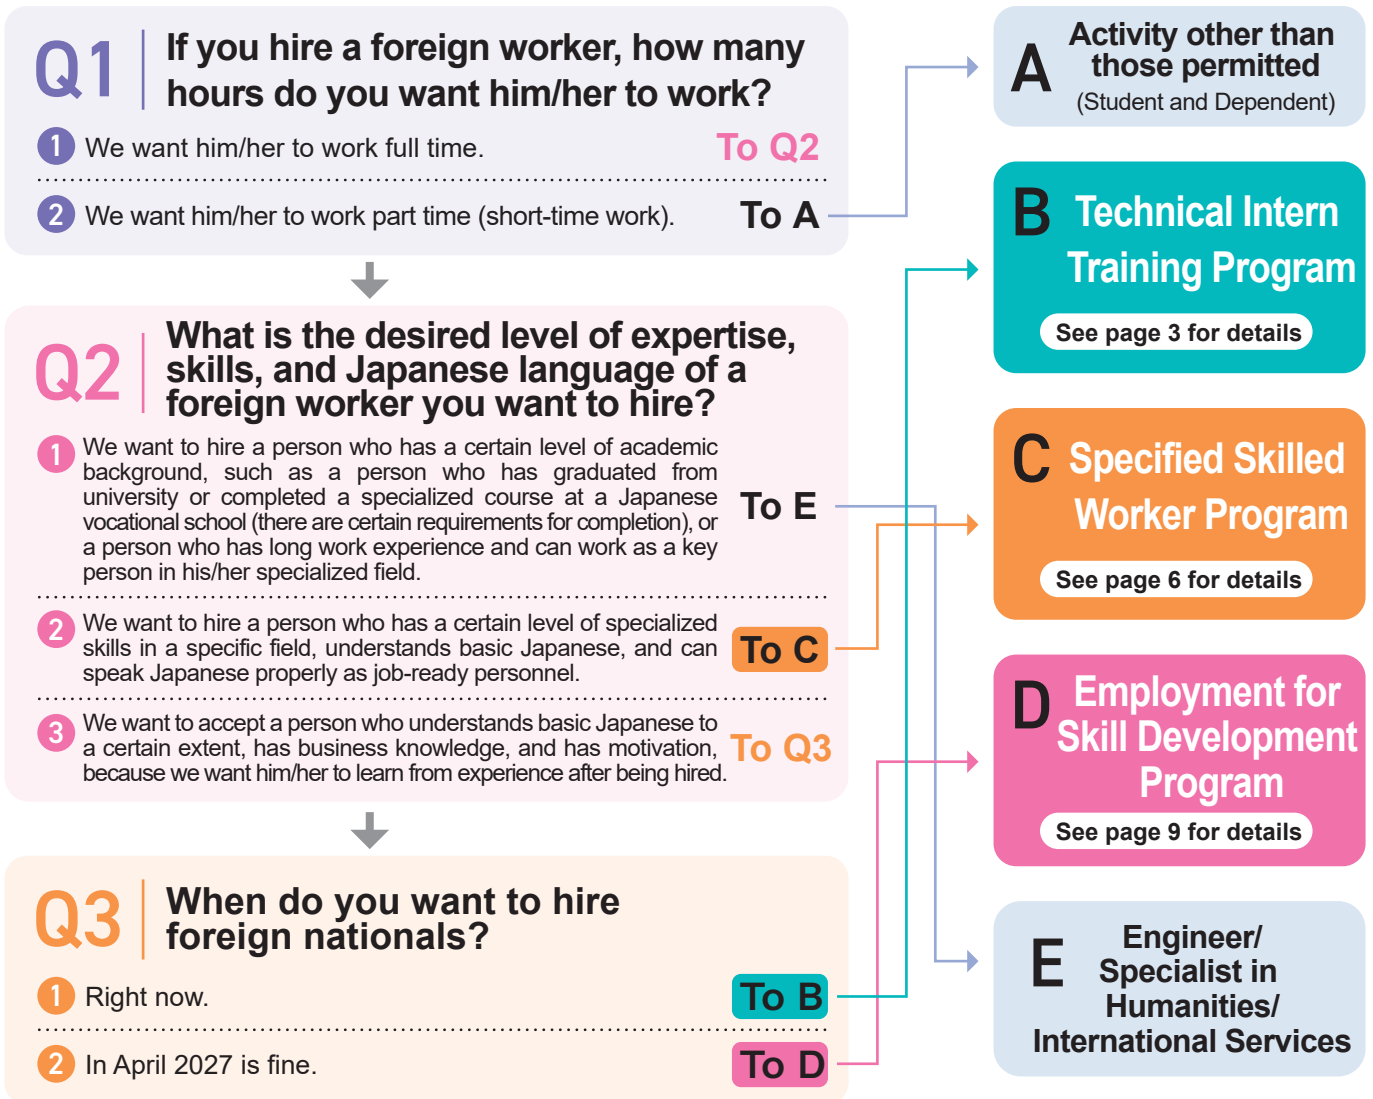 Q1
If you hire a foreign worker, how many
hours do you want him/her to work?
1 We want him/her to work full time. To Q2
2 We want him/her to work part time (short-time work). To A
Q2
What is the desired level of expertise,
skills, and Japanese language of a
foreign worker you want to hire?
1 We want to hire a person who has a certain level of academic
background, such as a person who has graduated from
university or completed a specialized course at a Japanese
vocational school (there are certain requirements for completion), or
a person who has long work experience and can work as a key
person in his/her specialized field.
To E
2 We want to hire a person who has a certain level of specialized
skills in a specific field, understands basic Japanese, and can
speak Japanese properly as job-ready personnel.
To C
3 We want to accept a person who understands basic Japanese to
a certain extent, has business knowledge, and has motivation,
because we want him/her to learn from experience after being hired.
To Q3
Q3
When do you want to hire
foreign nationals?
1 Right now. To B
2 In April 2027 is fine. To D
A
Activity other than
those permitted
(Student and Dependent)
B
Technical Intern
Training Program
See page 3 for details
C
Specified Skilled
Worker Program
See page 6 for details
D
Employment for
Skill Development
Program
See page 9 for details
E
Engineer/
Specialist in
Humanities/
International Services